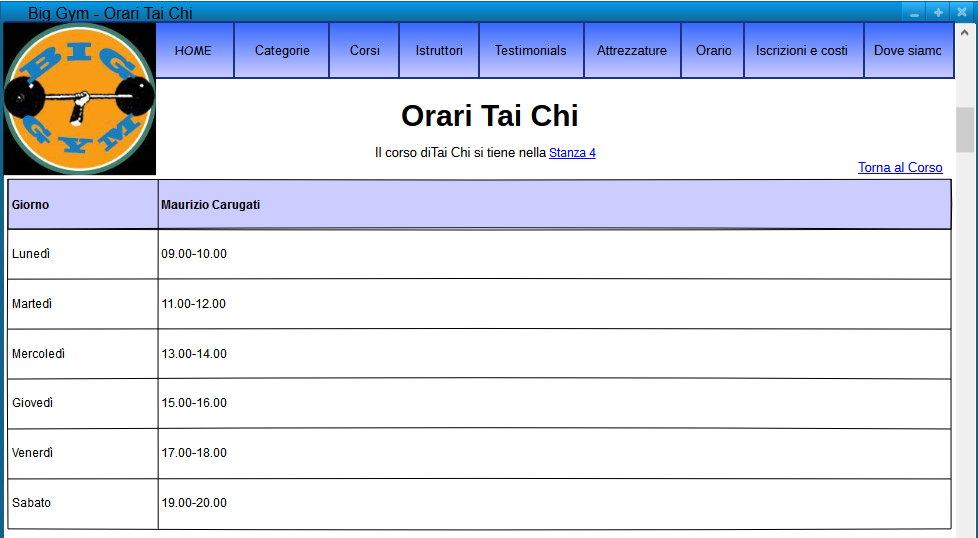 Big Gym - Orari Tai Chi
BIG
GYM
HOME Categorie Corsi Istruttori Testimonials Attrezzature Orario Iscrizioni e costi Dove siamo
Orari Tai Chi
Il corso diTai Chi si tiene nella Stanza 4
Torna al Corso
Giorno Maurizio Carugati
Lunedì 09.00-10.00
Martedì 11.00-12.00
Mercoledì 13.00-14.00
Giovedì 15.00-16.00
Venerdì 17.00-18.00
Sabato 19.00-20.00